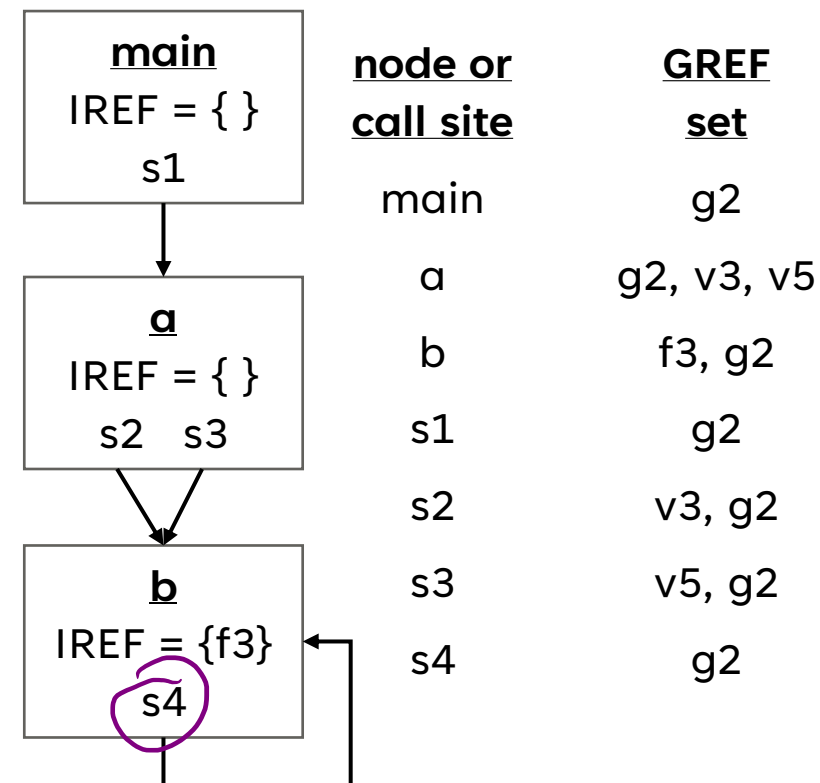 main
IREF = { }
s1
a
IREF = { }
s2 s3
b
IREF = {f3}
s4
node or call site GREF set
main g2
a g2, v3, v5
b f3, g2
s1 g2
s2 v3, g2
s3 v5, g2
s4 g2